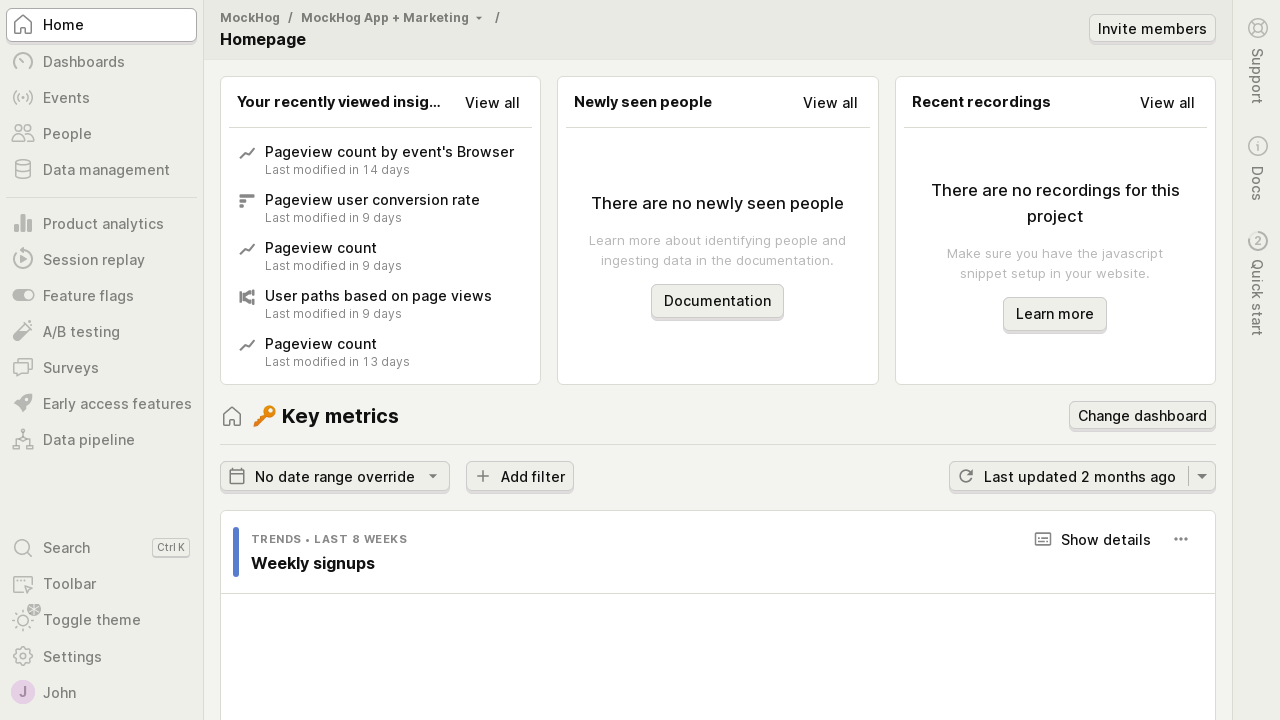 Home
Dashboards
Events
People
Data management
Product analytics
Session replay
Feature flags
A/B testing
Surveys
Early access features
Data pipeline
Search Ctrl K
Toolbar
Toggle theme
Settings
J John
MockHog / MockHog App + Marketing /
Homepage
Invite members
Your recently viewed insig... View all
Pageview count by event's Browser
Last modified in 14 days
Pageview user conversion rate
Last modified in 9 days
Pageview count
Last modified in 9 days
User paths based on page views
Last modified in 9 days
Pageview count
Last modified in 13 days
Newly seen people View all
There are no newly seen people
Learn more about identifying people and
ingesting data in the documentation.
Documentation
Recent recordings View all
There are no recordings for this
project
Make sure you have the javascript
snippet setup in your website.
Learn more
🔑 Key metrics
Change dashboard
No date range override
Add filter
Last updated 2 months ago
TRENDS • LAST 8 WEEKS
Show details
Weekly signups
Support
Docs
2
Quick start